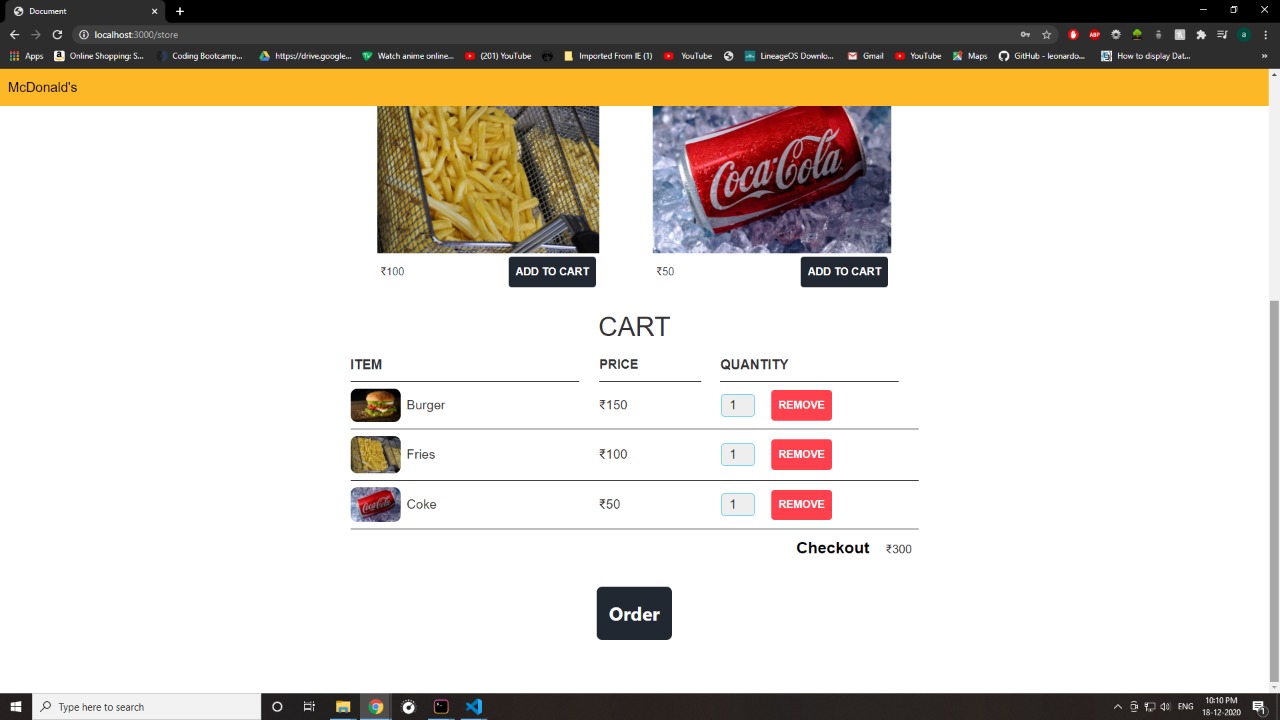 Document
localhost:3000/store
Apps Online Shopping: S... Coding Bootcamp... https://drive.google... Watch anime online... (201) YouTube Imported From IE (1) YouTube LineageOS Downlo... Gmail YouTube Maps GitHub - leonardo... How to display Dat... »
McDonald's
Coca-Cola
₹100 ADD TO CART ₹50 ADD TO CART
CART
ITEM PRICE QUANTITY
Burger ₹150 1 REMOVE
Fries ₹100 1 REMOVE
Coke ₹50 1 REMOVE
Checkout ₹300
Order
Type here to search
ENG
10:10 PM
18-12-2020